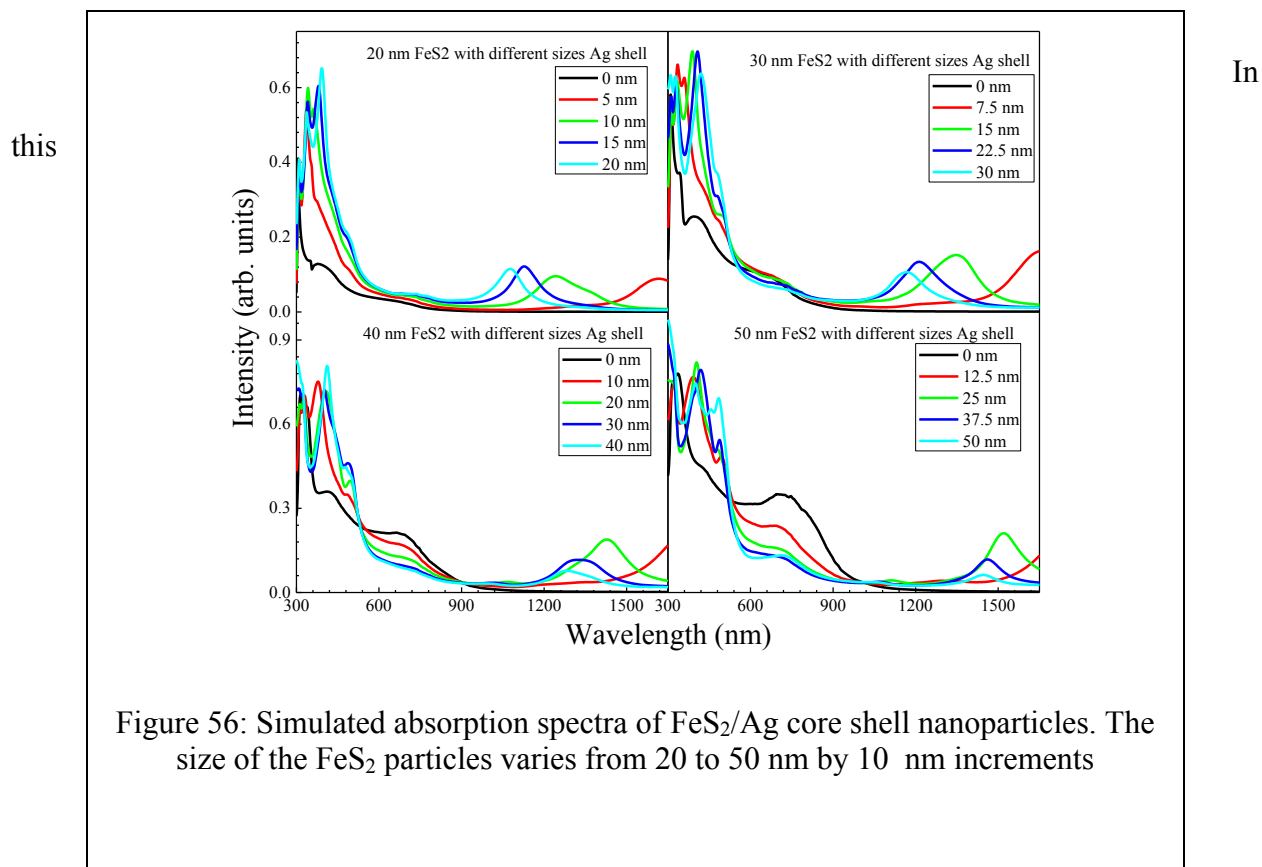 In
this
20 nm FeS2 with different sizes Ag shell
0 nm
5 nm
10 nm
15 nm
20 nm
30 nm FeS2 with different sizes Ag shell
0 nm
7.5 nm
15 nm
22.5 nm
30 nm
40 nm FeS2 with different sizes Ag shell
0 nm
10 nm
20 nm
30 nm
40 nm
50 nm FeS2 with different sizes Ag shell
0 nm
12.5 nm
25 nm
37.5 nm
50 nm
0.6
0.4
0.2
0.0
0.9
0.6
0.3
0.0
Intensity (arb. units)
300 600 900 1200 1500 300 600 900 1200 1500
Wavelength (nm)
Figure 56: Simulated absorption spectra of FeS₂/Ag core shell nanoparticles. The
size of the FeS₂ particles varies from 20 to 50 nm by 10 nm increments